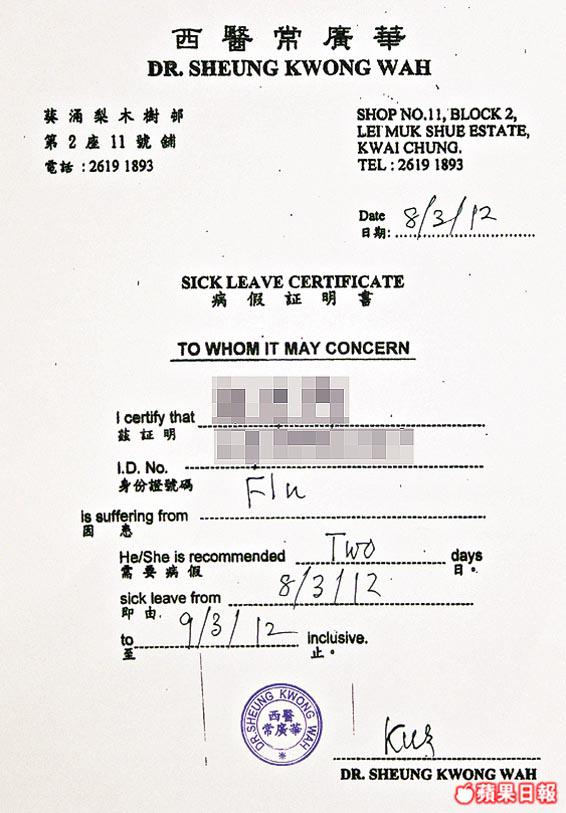 西醫常廣華
DR. SHEUNG KWONG WAH
葵涌梨木樹邨
第2座11號舖
電話：2619 1893
SHOP NO.11, BLOCK 2,
LEI MUK SHUE ESTATE,
KWAI CHUNG.
TEL : 2619 1893
Date 8/3/12
日期:
SICK LEAVE CERTIFICATE
病假証明書
TO WHOM IT MAY CONCERN
I certify that
茲証明
I.D. No.
身份證號碼
is suffering from Flu
因患
He/She is recommended Two days
需要病假 日。
sick leave from 8/3/12
即由
to 9/3/12 inclusive.
至 止。
DR. SHEUNG KWONG WAH
西醫
常廣華
DR. SHEUNG KWONG WAH
蘋果日報